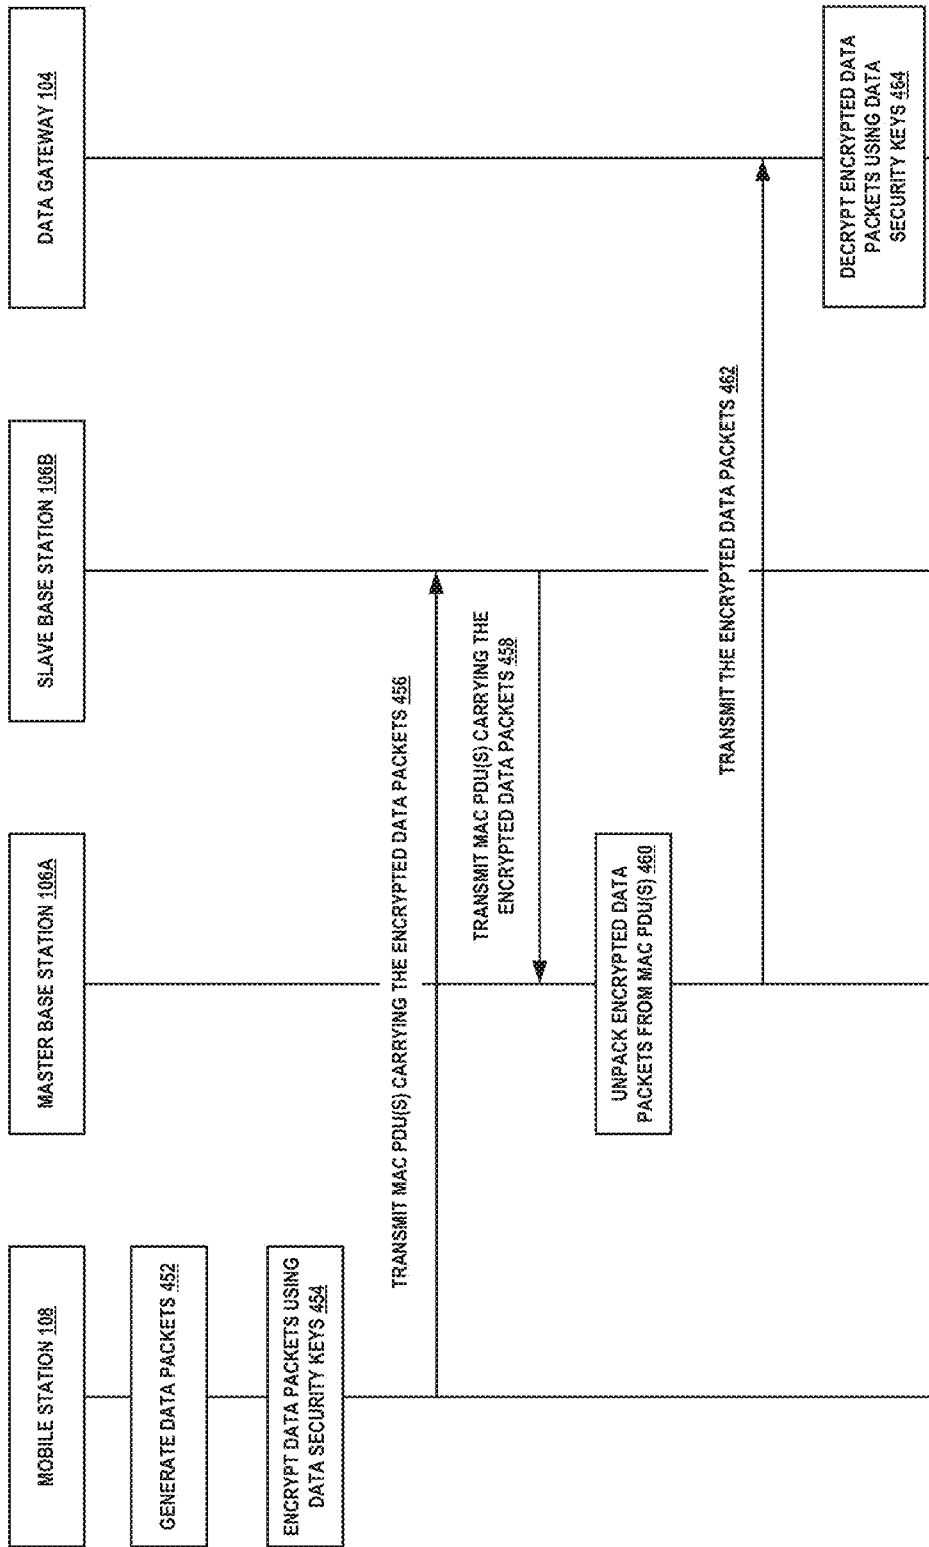 MOBILE STATION 108
MASTER BASE STATION 106A
SLAVE BASE STATION 106B
DATA GATEWAY 104
GENERATE DATA PACKETS 452
ENCRYPT DATA PACKETS USING
DATA SECURITY KEYS 454
TRANSMIT MAC PDU(S) CARRYING THE ENCRYPTED DATA PACKETS 456
TRANSMIT MAC PDU(S) CARRYING THE
ENCRYPTED DATA PACKETS 458
UNPACK ENCRYPTED DATA
PACKETS FROM MAC PDU(S) 460
TRANSMIT THE ENCRYPTED DATA PACKETS 462
DECRYPT ENCRYPTED DATA
PACKETS USING DATA
SECURITY KEYS 464